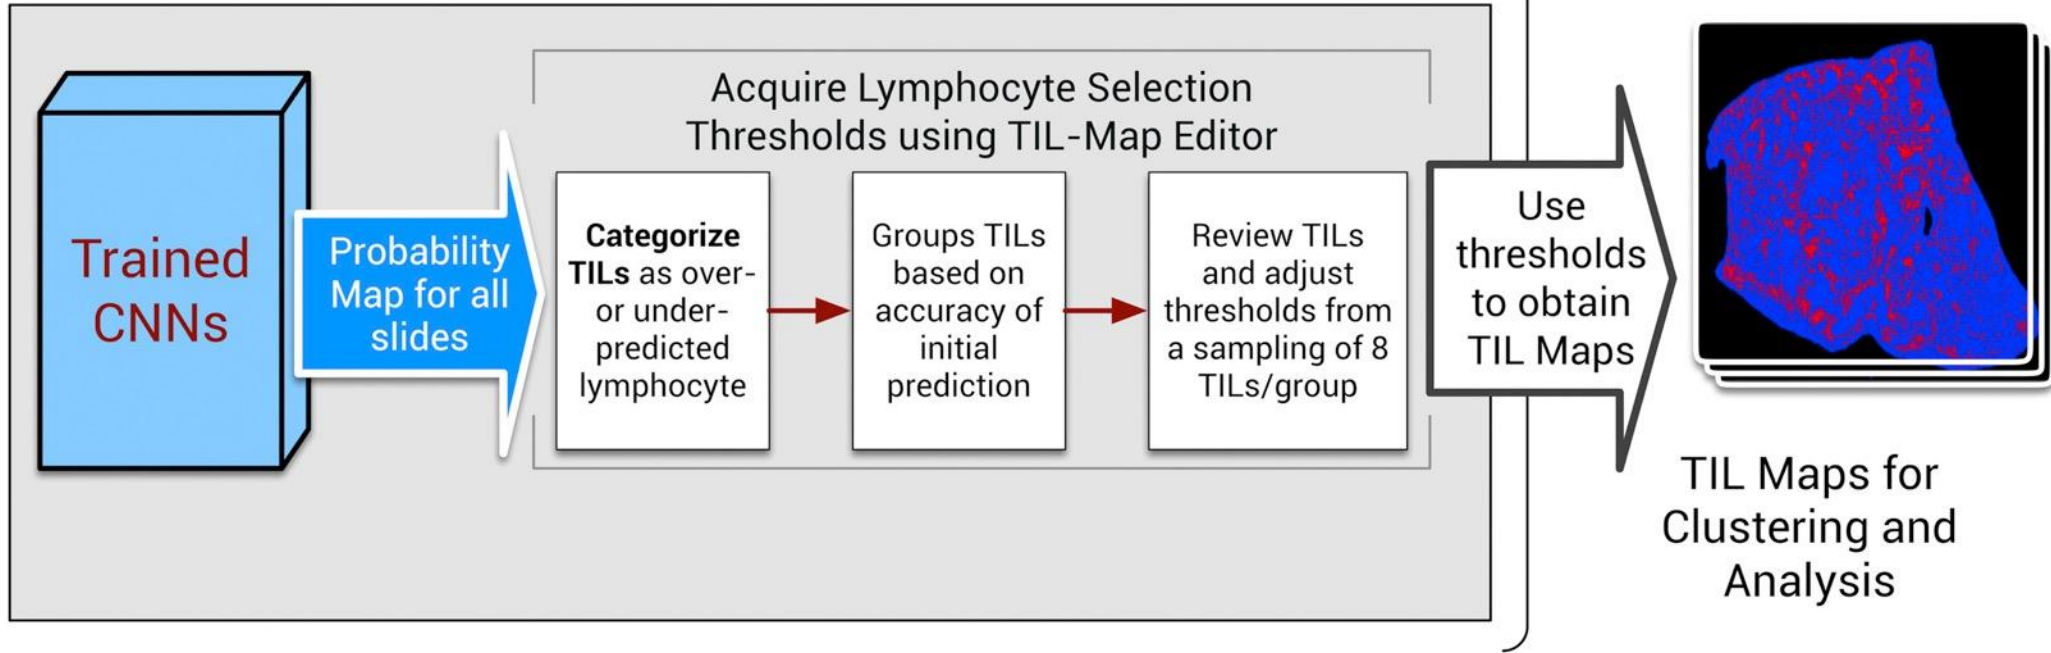 Trained
CNNs
Probability
Map for all
slides
Acquire Lymphocyte Selection
Thresholds using TIL-Map Editor
Categorize
TILs as over-
or under-
predicted
lymphocyte
Groups TILs
based on
accuracy of
initial
prediction
Review TILs
and adjust
thresholds from
a sampling of 8
TILs/group
Use
thresholds
to obtain
TIL Maps
TIL Maps for
Clustering and
Analysis